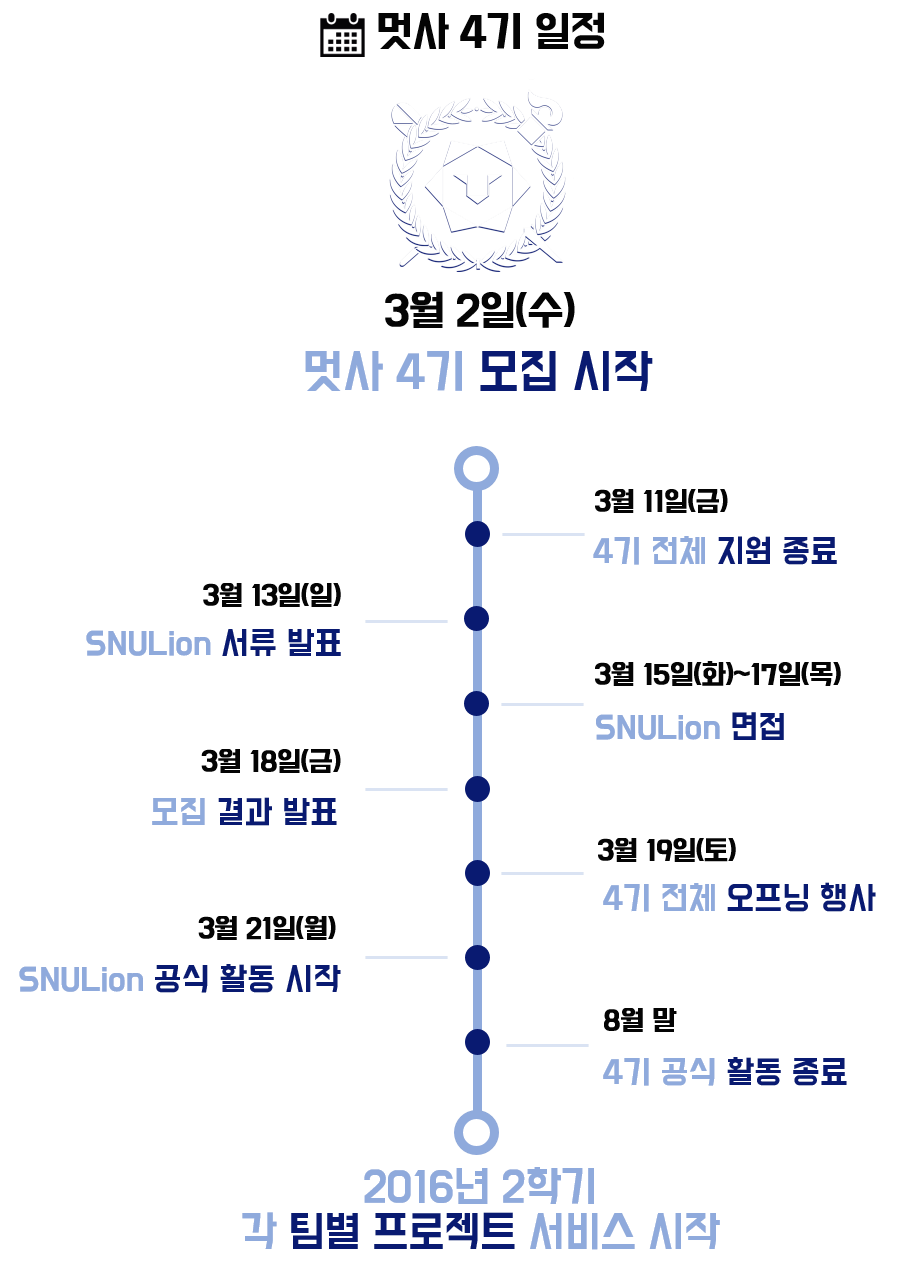 멋사 4기 일정
3월 2일(수)
멋사 4기 모집 시작
3월 11일(금)
4기 전체 지원 종료
3월 13일(일)
SNULion 서류 발표
3월 15일(화)~17일(목)
SNULion 면접
3월 18일(금)
모집 결과 발표
3월 19일(토)
4기 전체 오프닝 행사
3월 21일(월)
SNULion 공식 활동 시작
8월 말
4기 공식 활동 종료
2016년 2학기
각 팀별 프로젝트 서비스 시작